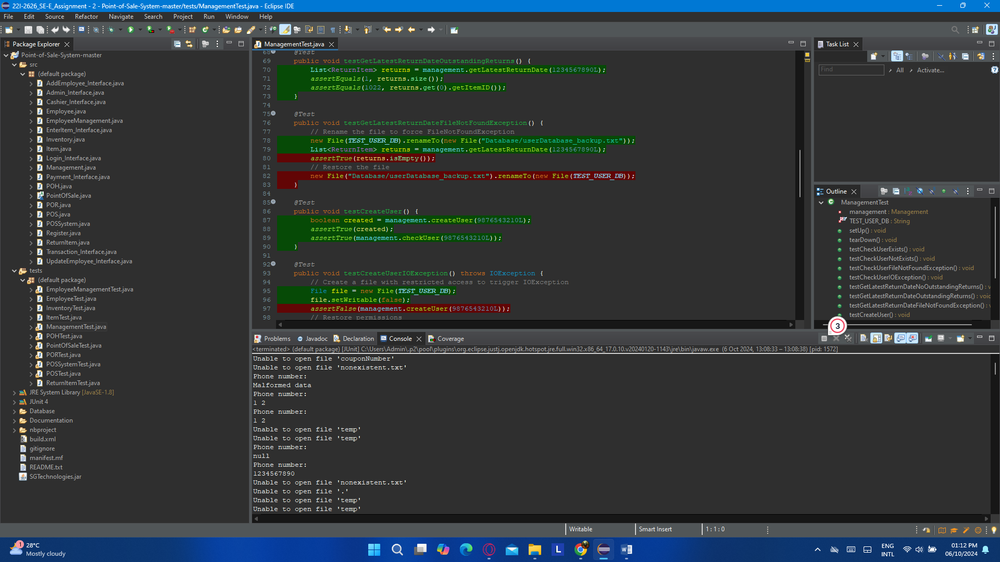 22I-2626_SE-E_Assignment - 2 - Point-of-Sale-System-master/tests/ManagementTest.java - Eclipse IDE
File Edit Source Refactor Navigate Search Project Run Window Help
Package Explorer
Point-of-Sale-System-master
src
(default package)
AddEmployee_Interface.java
Admin_Interface.java
Cashier_Interface.java
Employee.java
EmployeeManagement.java
EnterItem_Interface.java
Inventory.java
Item.java
Login_Interface.java
Management.java
Payment_Interface.java
POH.java
PointOfSale.java
POR.java
POS.java
POSSystem.java
Register.java
ReturnItem.java
Transaction_Interface.java
UpdateEmployee_Interface.java
tests
(default package)
EmployeeManagementTest.java
EmployeeTest.java
InventoryTest.java
ItemTest.java
ManagementTest.java
POHTest.java
PointOfSaleTest.java
PORTest.java
POSSystemTest.java
POSTest.java
ReturnItemTest.java
JRE System Library [JavaSE-1.8]
JUnit 4
Database
Documentation
nbproject
build.xml
gitignore
manifest.mf
README.txt
SGTechnologies.jar
ManagementTest.java
68 @Test
69 public void testGetLatestReturnDateOutstandingReturns() {
70 List<ReturnItem> returns = management.getLatestReturnDate(1234567890L);
71 assertEquals(1, returns.size());
72 assertEquals(1022, returns.get(0).getItemID());
73 }
74
75 @Test
76 public void testGetLatestReturnDateFileNotFoundException() {
77 // Rename the file to force FileNotFoundException
78 new File(TEST_USER_DB).renameTo(new File("Database/userDatabase_backup.txt"));
79 List<ReturnItem> returns = management.getLatestReturnDate(1234567890L);
80 assertTrue(returns.isEmpty());
81 // Restore the file
82 new File("Database/userDatabase_backup.txt").renameTo(new File(TEST_USER_DB));
83 }
84
85 @Test
86 public void testCreateUser() {
87 boolean created = management.createUser(9876543210L);
88 assertTrue(created);
89 assertTrue(management.checkUser(9876543210L));
90 }
91
92 @Test
93 public void testCreateUserIOException() throws IOException {
94 // Create a file with restricted access to trigger IOException
95 File file = new File(TEST_USER_DB);
96 file.setWritable(false);
97 assertFalse(management.createUser(9876543210L));
98 // Restore permissions
Task List
Find All Activate...
Outline
ManagementTest
management : Management
TEST_USER_DB : String
setUp() : void
tearDown() : void
testCheckUserExists() : void
testCheckUserNotExists() : void
testCheckUserFileNotFoundException() : void
testCheckUserIOException() : void
testGetLatestReturnDateNoOutstandingReturns() : v
testGetLatestReturnDateOutstandingReturns() : void
testGetLatestReturnDateFileNotFoundException() :
testCreateUser() : void
3
Problems Javadoc Declaration Console Coverage
<terminated> (default package) [JUnit] C:\Users\Admin\.p2\pool\plugins\org.eclipse.justj.openjdk.hotspot.jre.full.win32.x86_64_17.0.10.v20240120-1143\jre\bin\javaw.exe (6 Oct 2024, 13:08:33 – 13:08:38) [pid: 1572]
Unable to open file 'couponNumber'
Unable to open file 'nonexistent.txt'
Phone number:
Malformed data
Phone number:
1 2
Phone number:
1 2
Unable to open file 'temp'
Unable to open file 'temp'
Phone number:
null
Phone number:
1234567890
Unable to open file 'nonexistent.txt'
Unable to open file '.'
Unable to open file 'temp'
Unable to open file 'temp'
Writable Smart Insert 1 : 1 : 0
1
28°C
Mostly cloudy
L
W
ENG
INTL
01:12 PM
06/10/2024